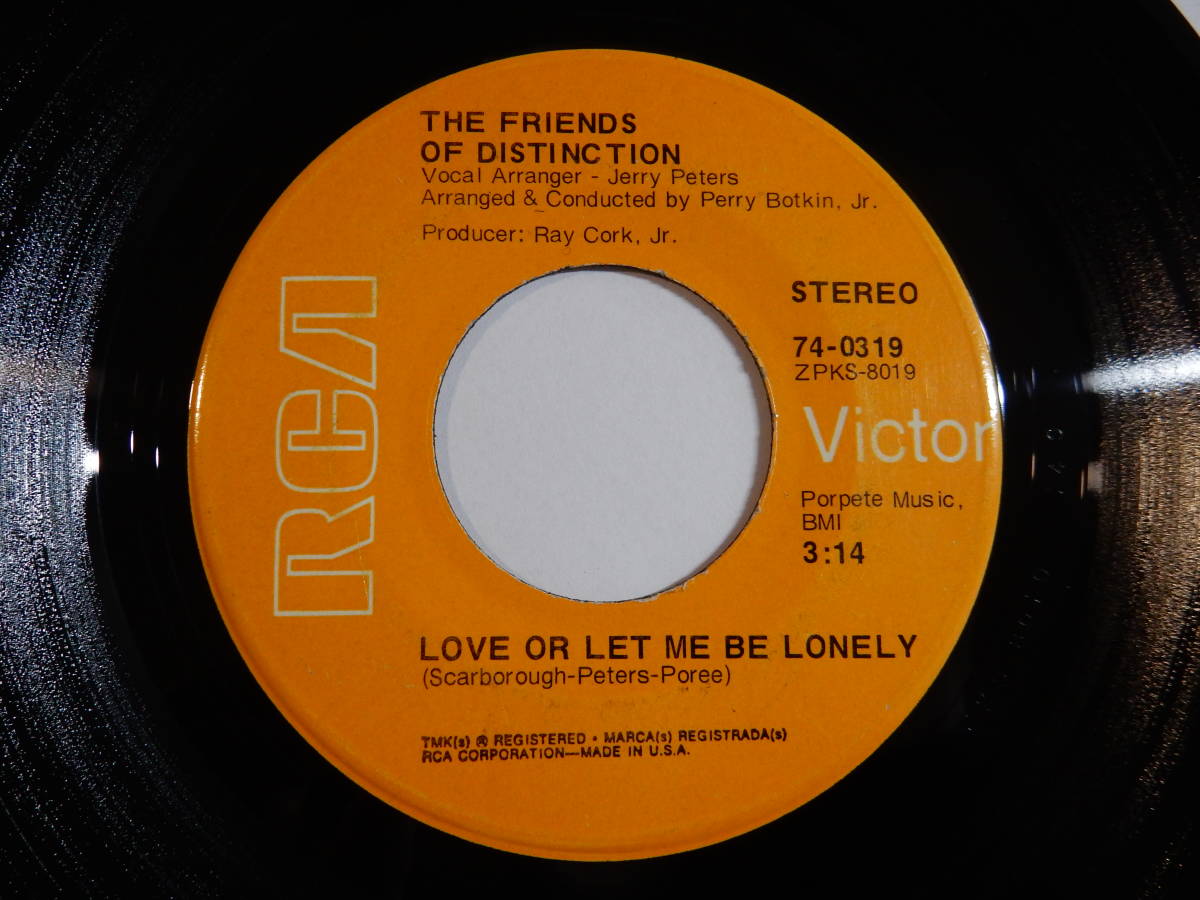 THE FRIENDS
OF DISTINCTION
Vocal Arranger - Jerry Peters
Arranged & Conducted by Perry Botkin, Jr.
Producer: Ray Cork, Jr.
RCA
STEREO
74-0319
ZPKS-8019
Victor
Porpete Music,
BMI
3:14
LOVE OR LET ME BE LONELY
(Scarborough-Peters-Poree)
TMK(s) ® REGISTERED • MARCA(s) REGISTRADA(s)
RCA CORPORATION—MADE IN U.S.A.